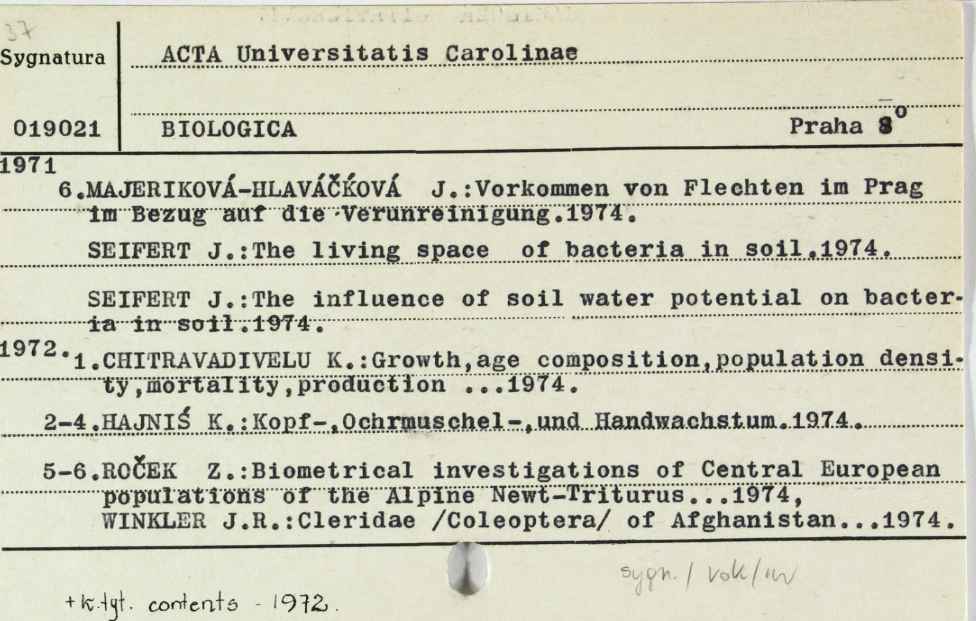 37
Sygnatura
ACTA Universitatis Carolinae
019021
BIOLOGICA Praha 8⁰
1971
6.MAJERIKOVÁ-HLAVÁČKOVÁ J.:Vorkommen von Flechten im Prag
im Bezug auf die Verunreinigung.1974.
SEIFERT J.:The living space of bacteria in soil.1974.
SEIFERT J.:The influence of soil water potential on bacter-
ia in soil.1974.
1972. 1.CHITRAVADIVELU K.:Growth,age composition,population densi-
ty,mortality,production ...1974.
2-4.HAJNIŚ K.:Kopf-,Ochrmuschel-,und Handwachstum.1974.
5-6.ROČEK Z.:Biometrical investigations of Central European
populations of the Alpine Newt-Triturus...1974,
WINKLER J.R.:Cleridae /Coleoptera/ of Afghanistan...1974.
sygn. / vok /
+ k.tyt. contents - 1972.